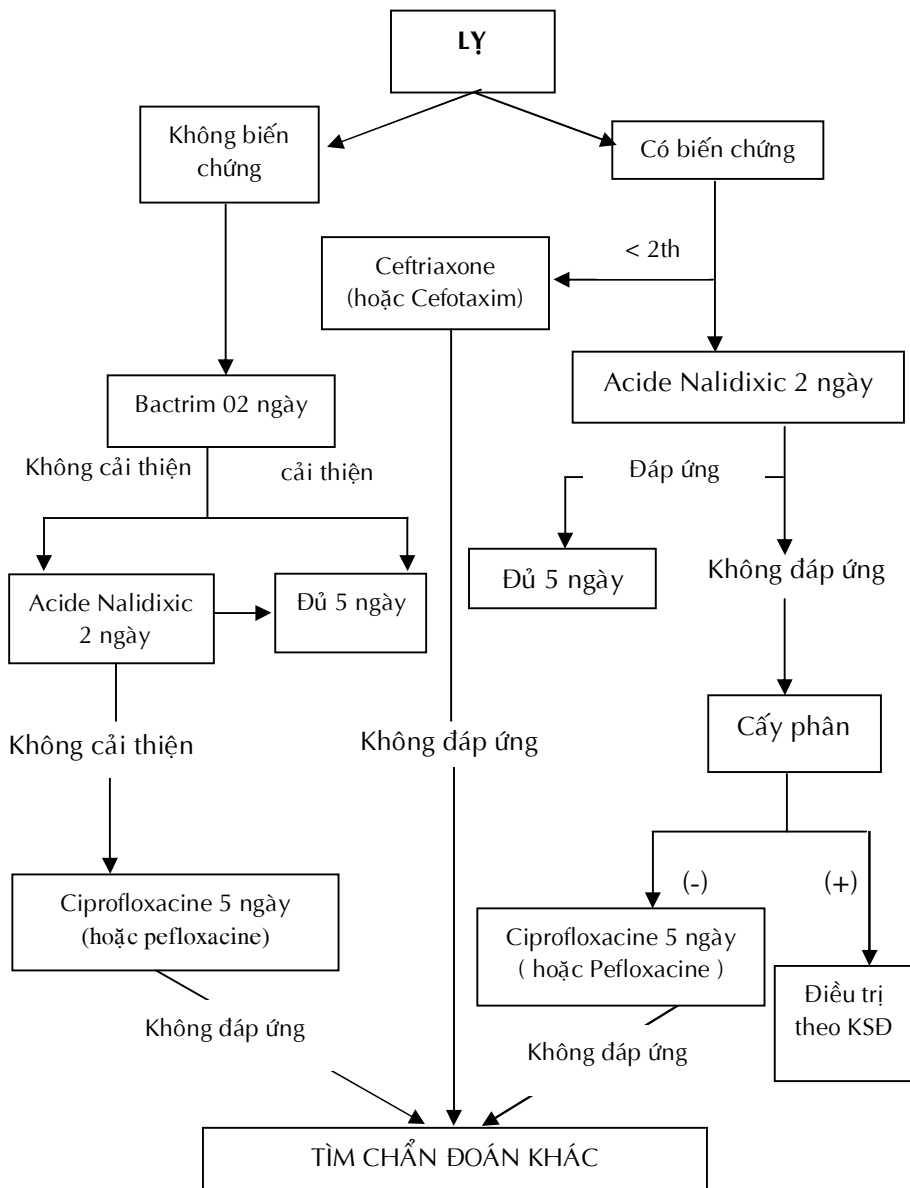 LỴ
Không biến
chứng
Có biến chứng
< 2th
Ceftriaxone
(hoặc Cefotaxim)
Acide Nalidixic 2 ngày
Bactrim 02 ngày
Không cải thiện
cải thiện
Đáp ứng
Đủ 5 ngày
Không đáp ứng
Acide Nalidixic
2 ngày
Đủ 5 ngày
Cấy phân
Không cải thiện
Không đáp ứng
(-)
(+)
Ciprofloxacine 5 ngày
(hoặc pefloxacine)
Ciprofloxacine 5 ngày
( hoặc Pefloxacine )
Điều trị
theo KSĐ
Không đáp ứng
Không đáp ứng
TÌM CHẨN ĐOÁN KHÁC